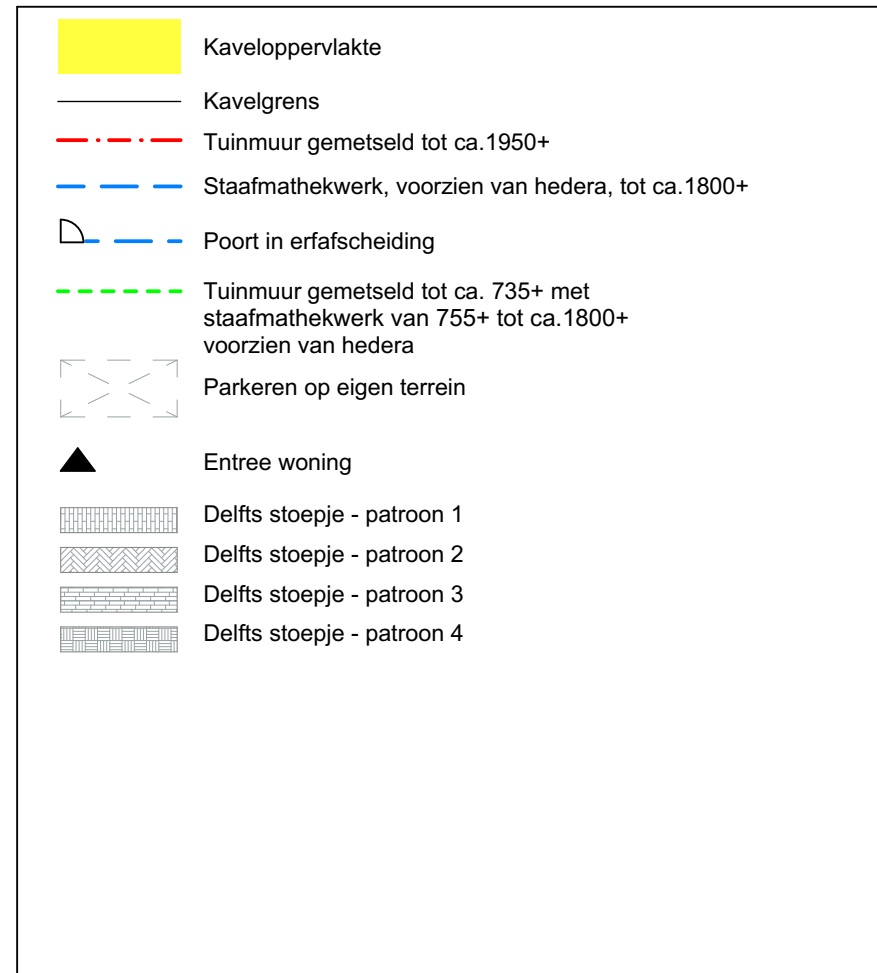 Kaveloppervlakte
Kavelgrens
Tuinmuur gemetseld tot ca.1950+
Staafmathekwerk, voorzien van hedera, tot ca.1800+
Poort in erfafscheiding
Tuinmuur gemetseld tot ca. 735+ met
staafmathekwerk van 755+ tot ca.1800+
voorzien van hedera
Parkeren op eigen terrein
Entree woning
Delfts stoepje - patroon 1
Delfts stoepje - patroon 2
Delfts stoepje - patroon 3
Delfts stoepje - patroon 4